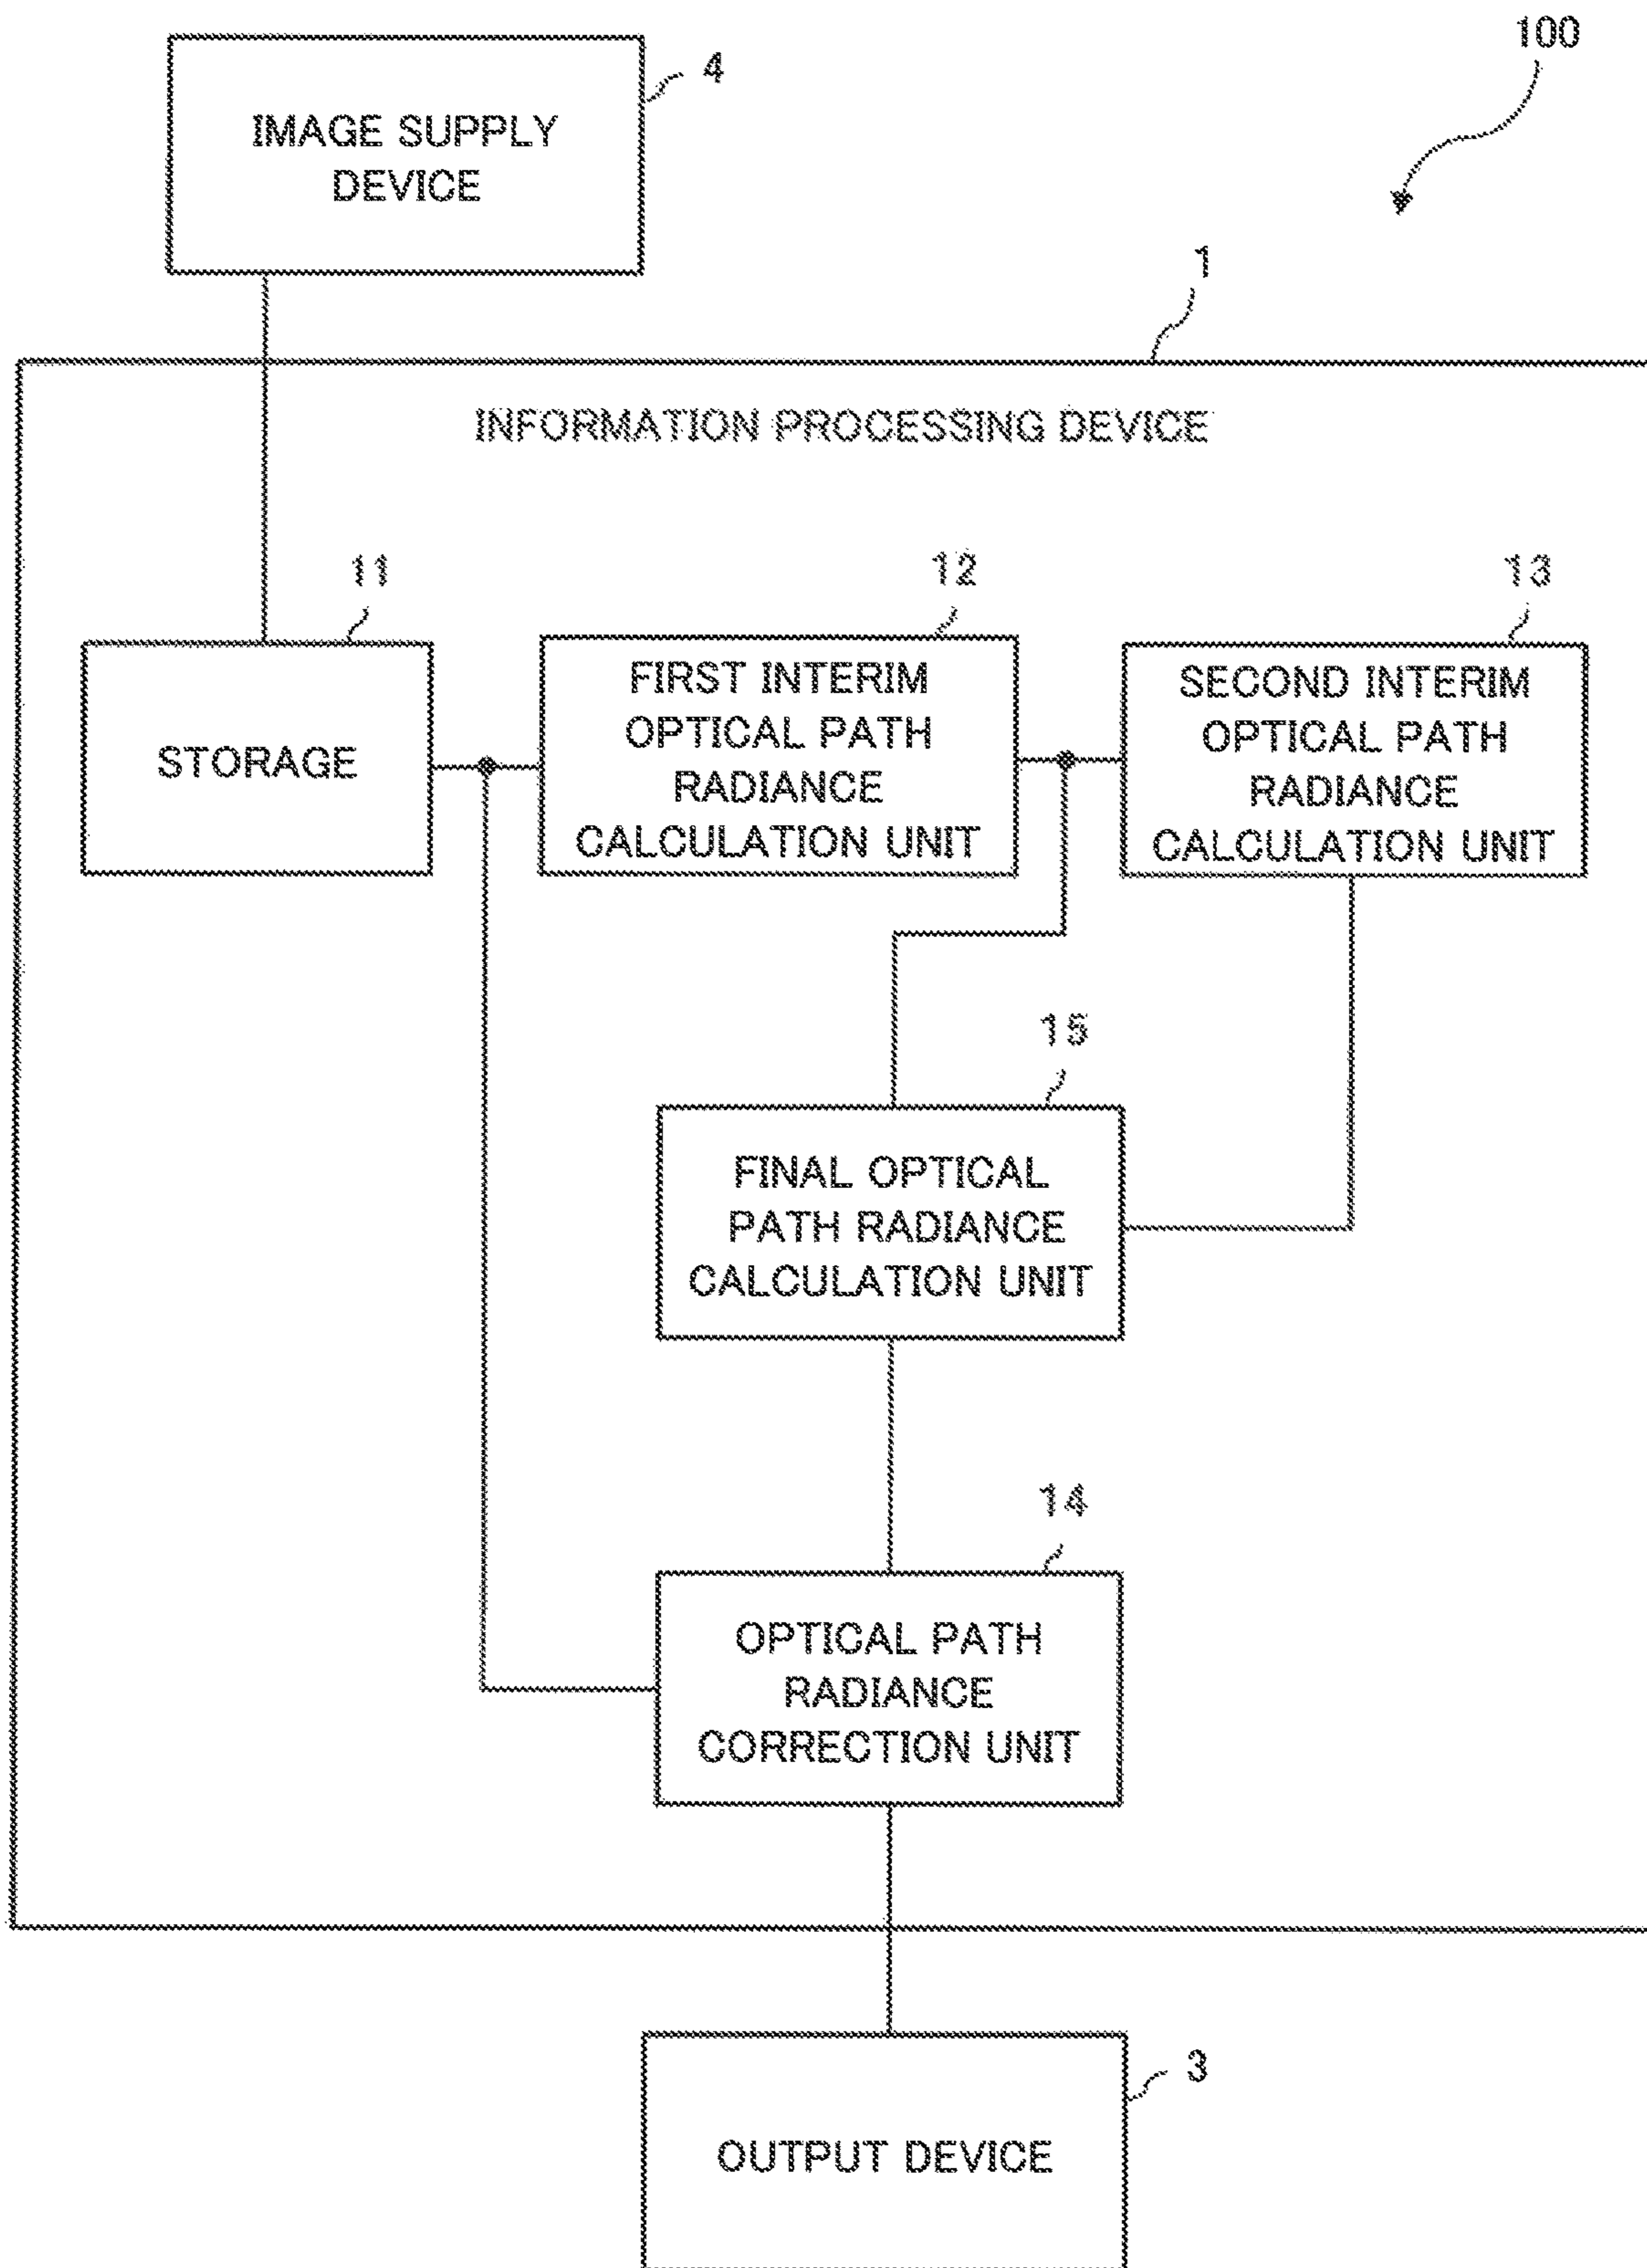 100
4
IMAGE SUPPLY
DEVICE
1
INFORMATION PROCESSING DEVICE
11
12
13
STORAGE
FIRST INTERIM
OPTICAL PATH
RADIANCE
CALCULATION UNIT
SECOND INTERIM
OPTICAL PATH
RADIANCE
CALCULATION UNIT
15
FINAL OPTICAL
PATH RADIANCE
CALCULATION UNIT
14
OPTICAL PATH
RADIANCE
CORRECTION UNIT
3
OUTPUT DEVICE